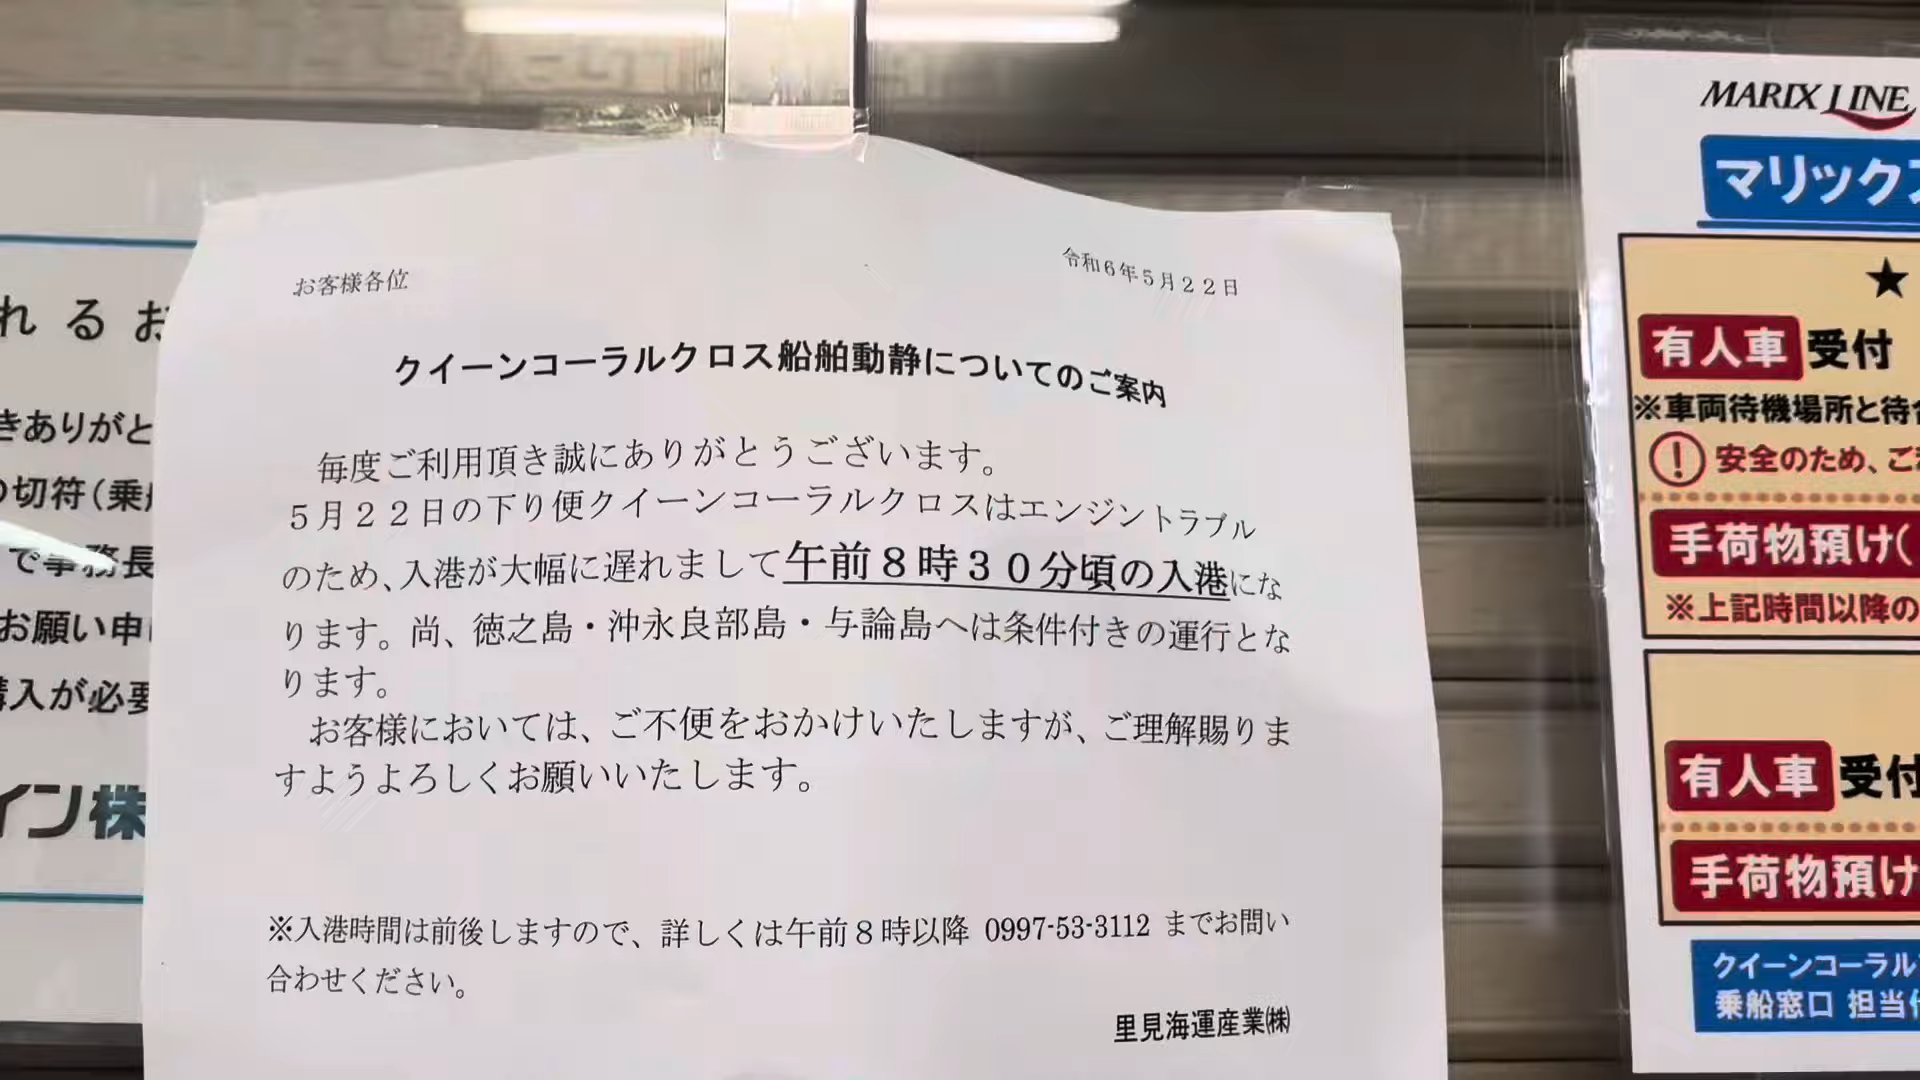 お客様各位
令和6年5月22日
クイーンコーラルクロス船舶動静についてのご案内
毎度ご利用頂き誠にありがとうございます。
5月22日の下り便クイーンコーラルクロスはエンジントラブル
のため、入港が大幅に遅れまして午前8時30分頃の入港にな
ります。尚、徳之島・沖永良部島・与論島へは条件付きの運行とな
ります。
お客様においては、ご不便をおかけいたしますが、ご理解賜りま
すようよろしくお願いいたします。
※入港時間は前後しますので、詳しくは午前8時以降 0997-53-3112 までお問い
合わせください。
里見海運産業㈱
れるお
きありがと
の切符(乗
で事務長
お願い申
購入が必要
イン株
MARIX LINE
マリックス
★
有人車 受付
※車両待機場所と待合
! 安全のため、ご
手荷物預け(
※上記時間以降の
有人車 受付
手荷物預け
クイーンコーラル
乗船窓口 担当